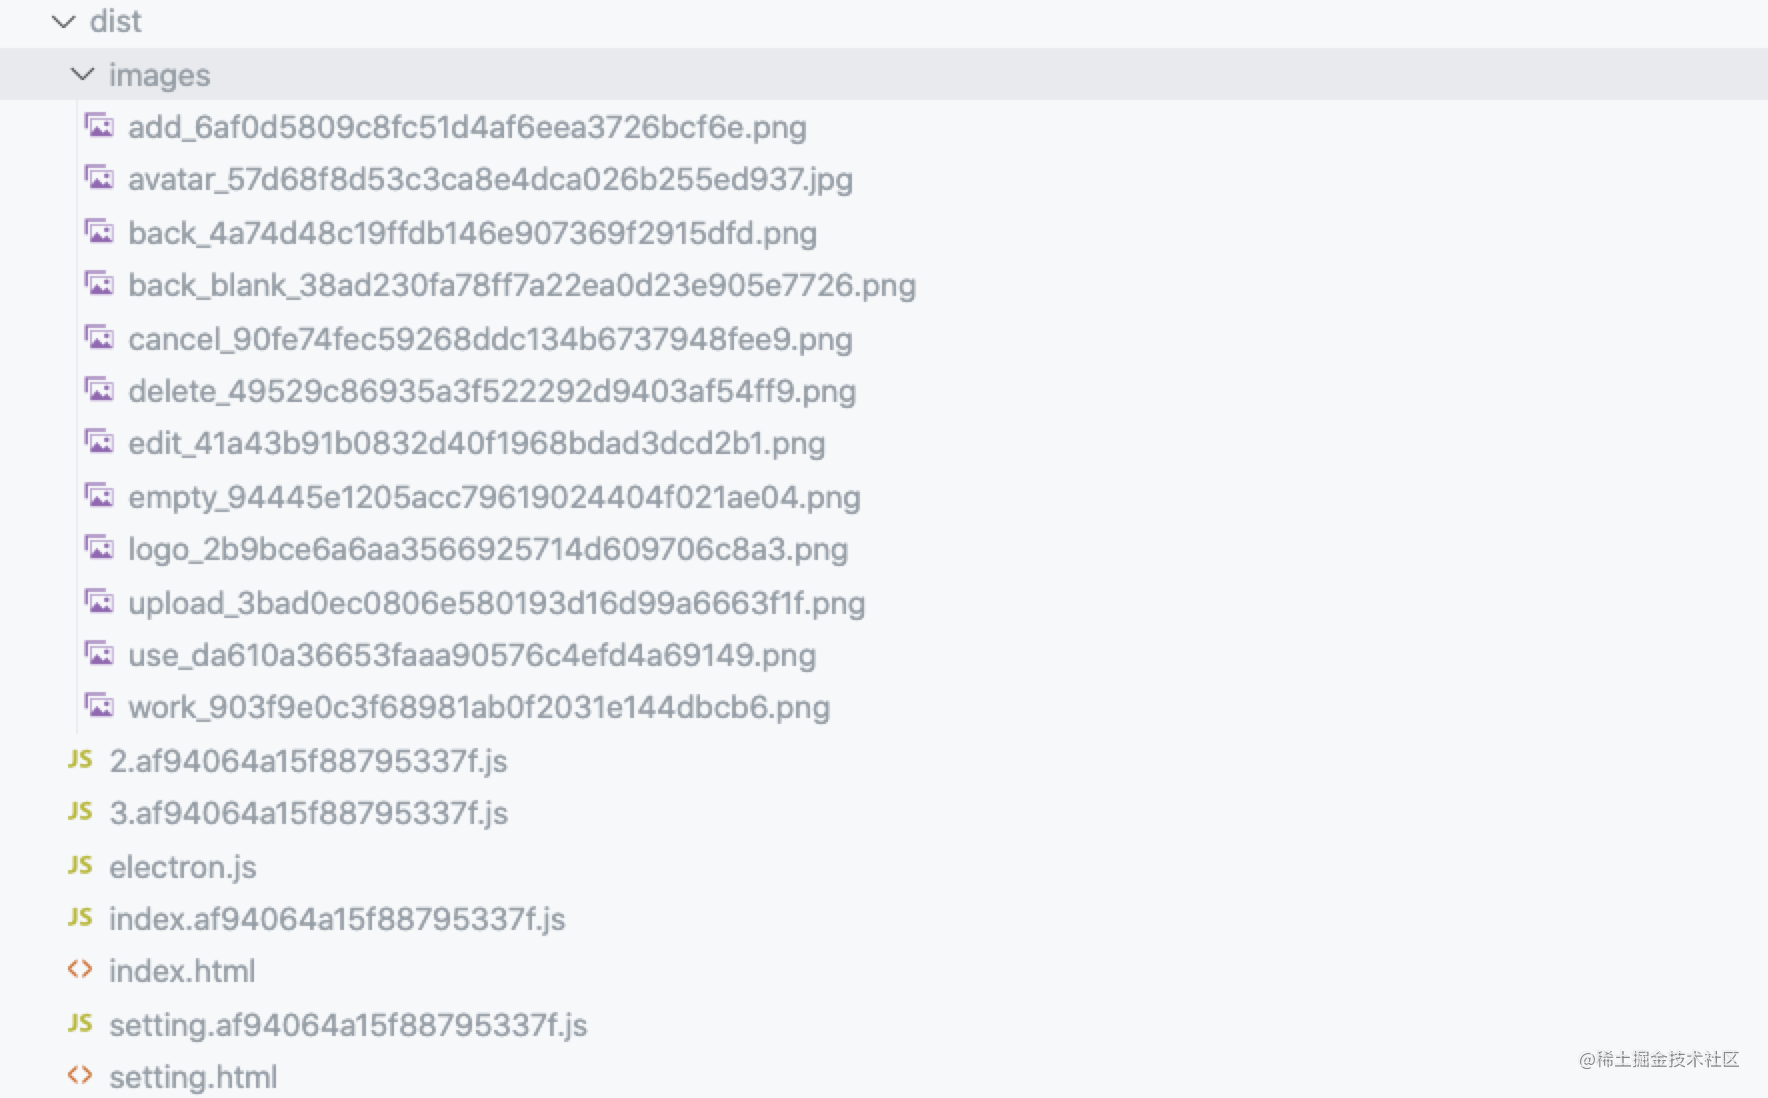 dist
images
add_6af0d5809c8fc51d4af6eea3726bcf6e.png
avatar_57d68f8d53c3ca8e4dca026b255ed937.jpg
back_4a74d48c19ffdb146e907369f2915dfd.png
back_blank_38ad230fa78ff7a22ea0d23e905e7726.png
cancel_90fe74fec59268ddc134b6737948fee9.png
delete_49529c86935a3f522292d9403af54ff9.png
edit_41a43b91b0832d40f1968bdad3dcd2b1.png
empty_94445e1205acc79619024404f021ae04.png
logo_2b9bce6a6aa3566925714d609706c8a3.png
upload_3bad0ec0806e580193d16d99a6663f1f.png
use_da610a36653faaa90576c4efd4a69149.png
work_903f9e0c3f68981ab0f2031e144dbcb6.png
JS 2.af94064a15f88795337f.js
JS 3.af94064a15f88795337f.js
JS electron.js
JS index.af94064a15f88795337f.js
<> index.html
JS setting.af94064a15f88795337f.js
<> setting.html
@稀土掘金技术社区